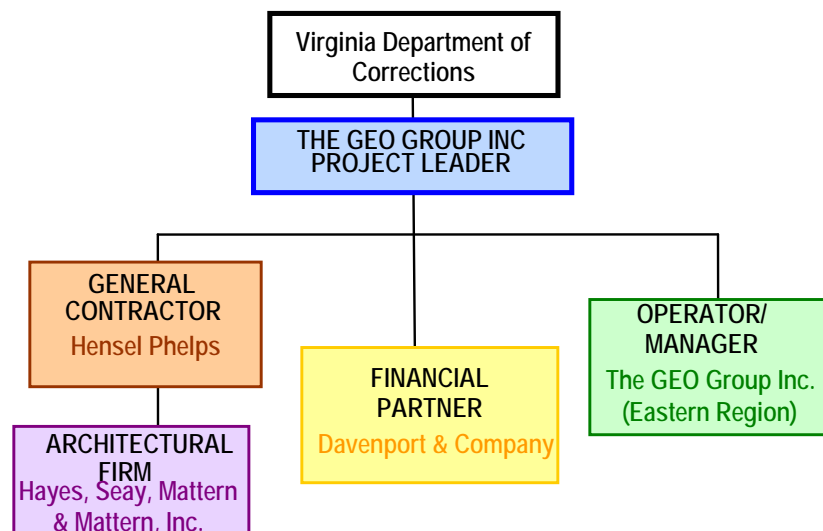 Virginia Department of
Corrections
THE GEO GROUP INC
PROJECT LEADER
GENERAL
CONTRACTOR
Hensel Phelps
FINANCIAL
PARTNER
Davenport & Company
OPERATOR/
MANAGER
The GEO Group Inc.
(Eastern Region)
ARCHITECTURAL
FIRM
Hayes, Seay, Mattern
& Mattern, Inc.